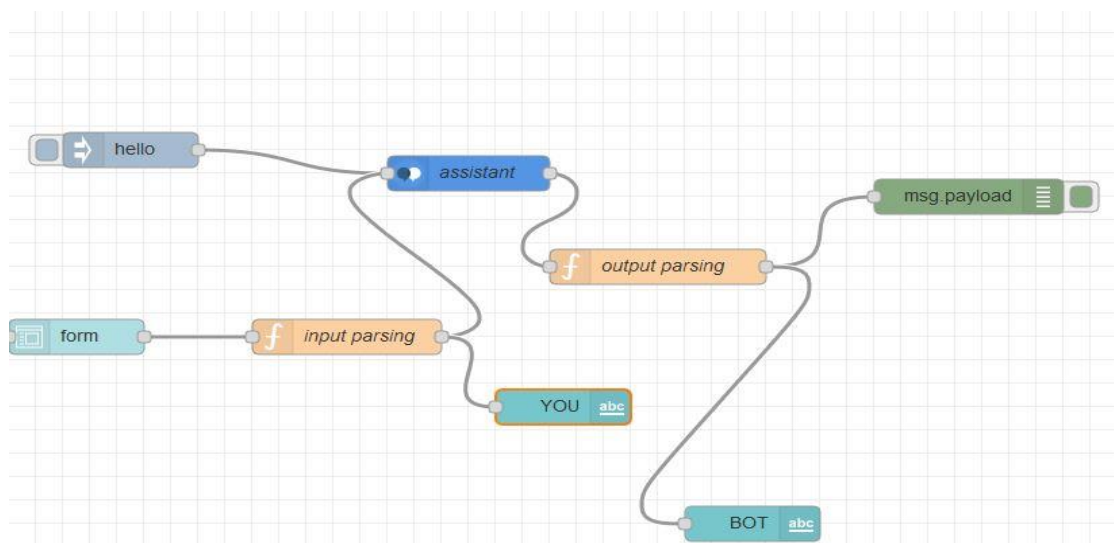 hello
assistant
msg.payload
output parsing
form
input parsing
YOU abc
BOT abc